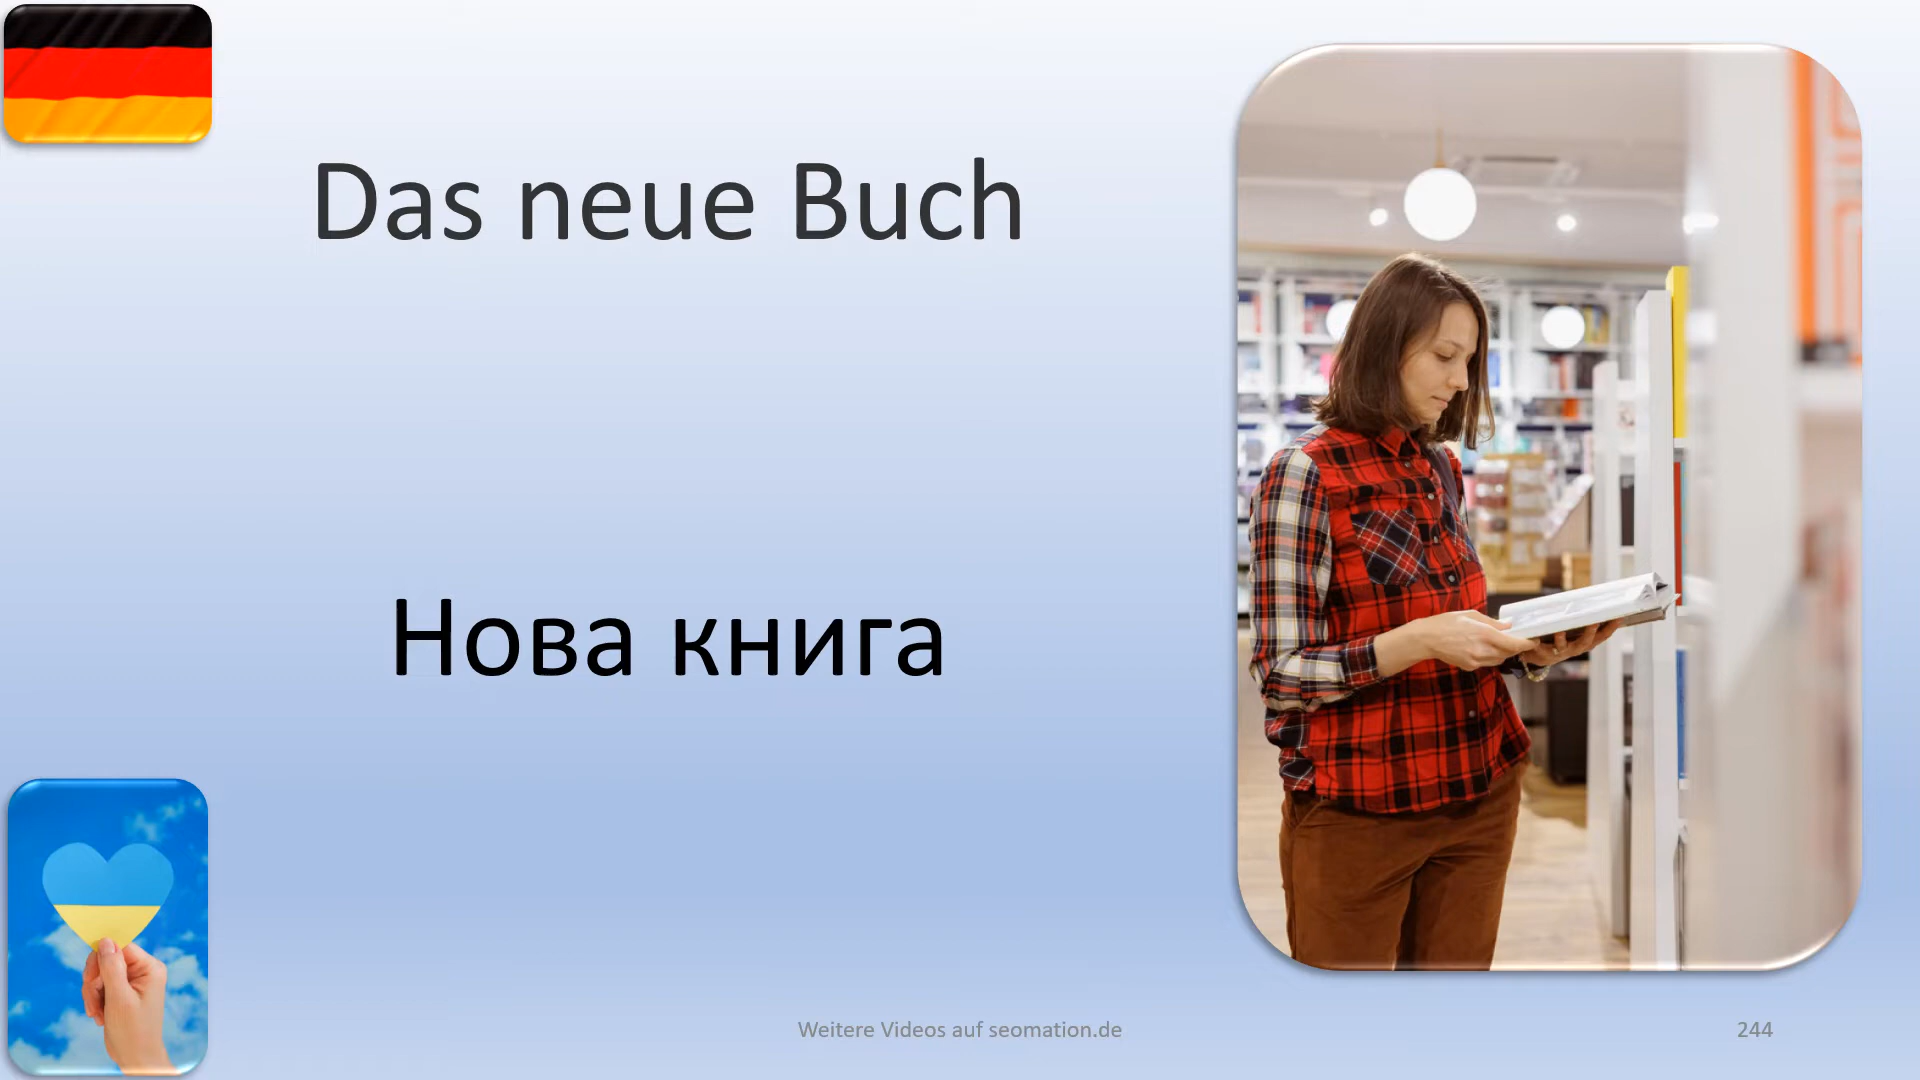 Das neue Buch
Нова книга
Weitere Videos auf seomation.de
244